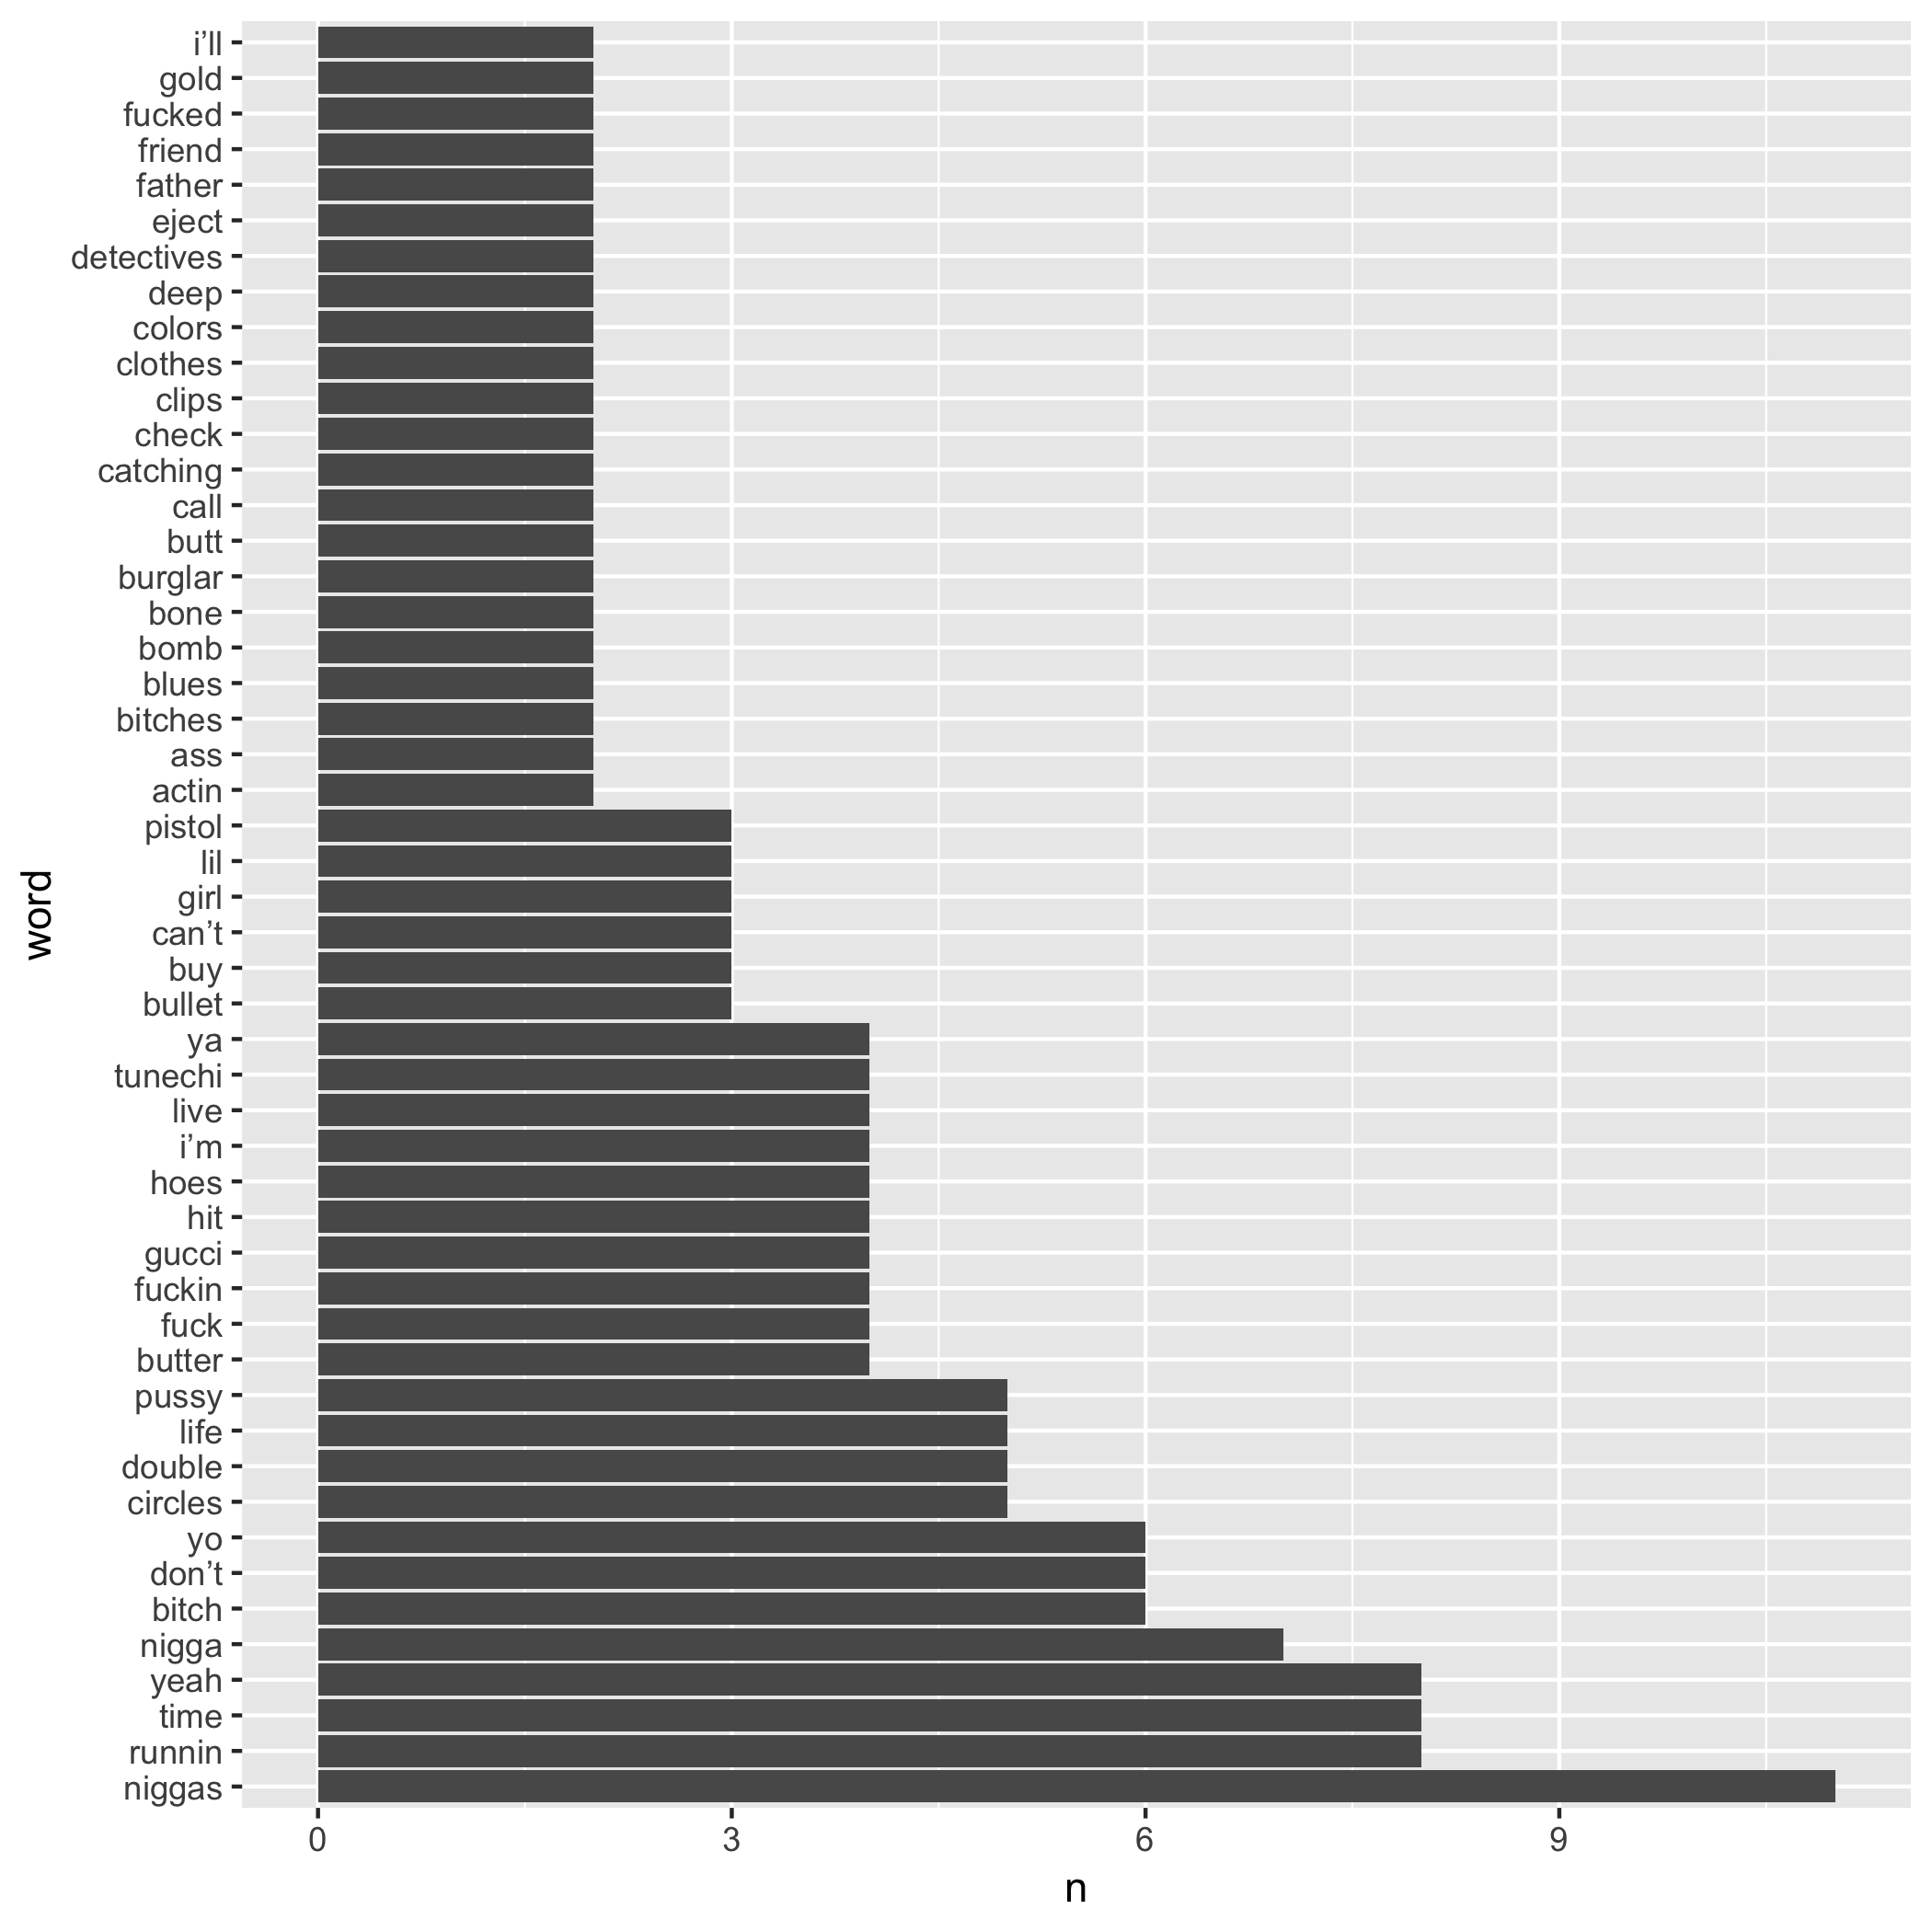 i’ll
gold
fucked
friend
father
eject
detectives
deep
colors
clothes
clips
check
catching
call
butt
burglar
bone
bomb
blues
bitches
ass
actin
pistol
lil
girl
can’t
buy
bullet
ya
tunechi
live
i’m
hoes
hit
gucci
fuckin
fuck
butter
pussy
life
double
circles
yo
don’t
bitch
nigga
yeah
time
runnin
niggas
word
0 3 6 9
n